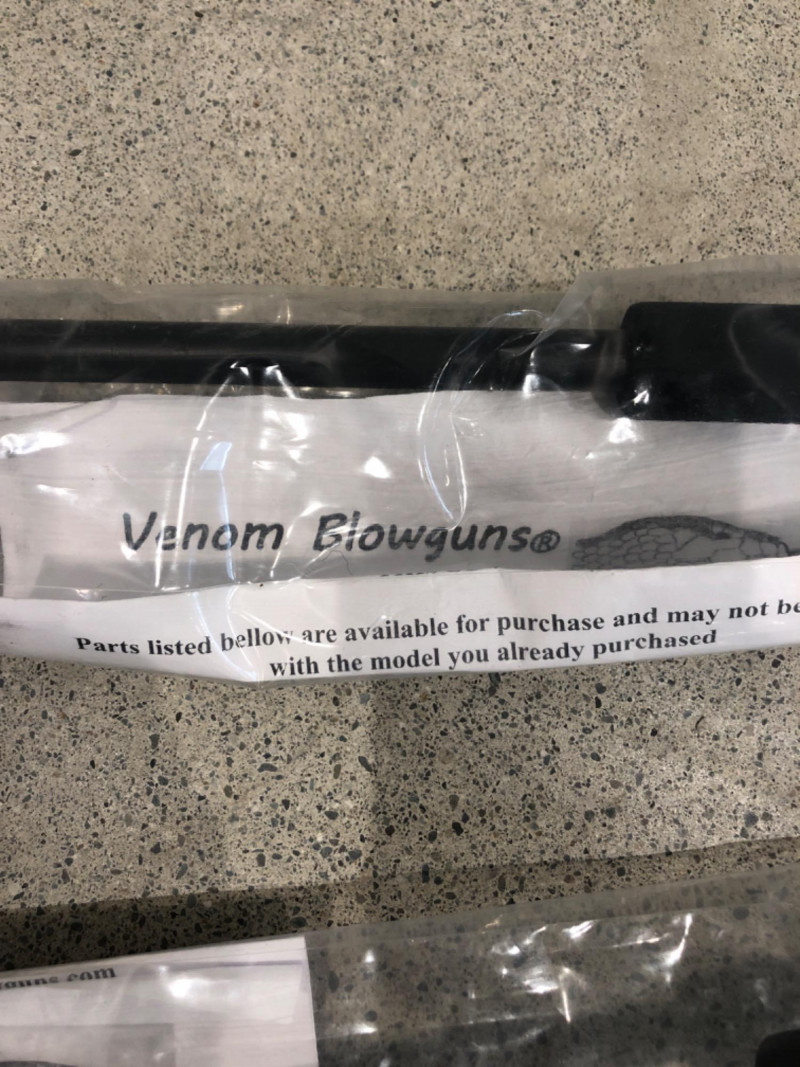 Venom Blowguns®
Parts listed bellow are available for purchase and may not be
with the model you already purchased